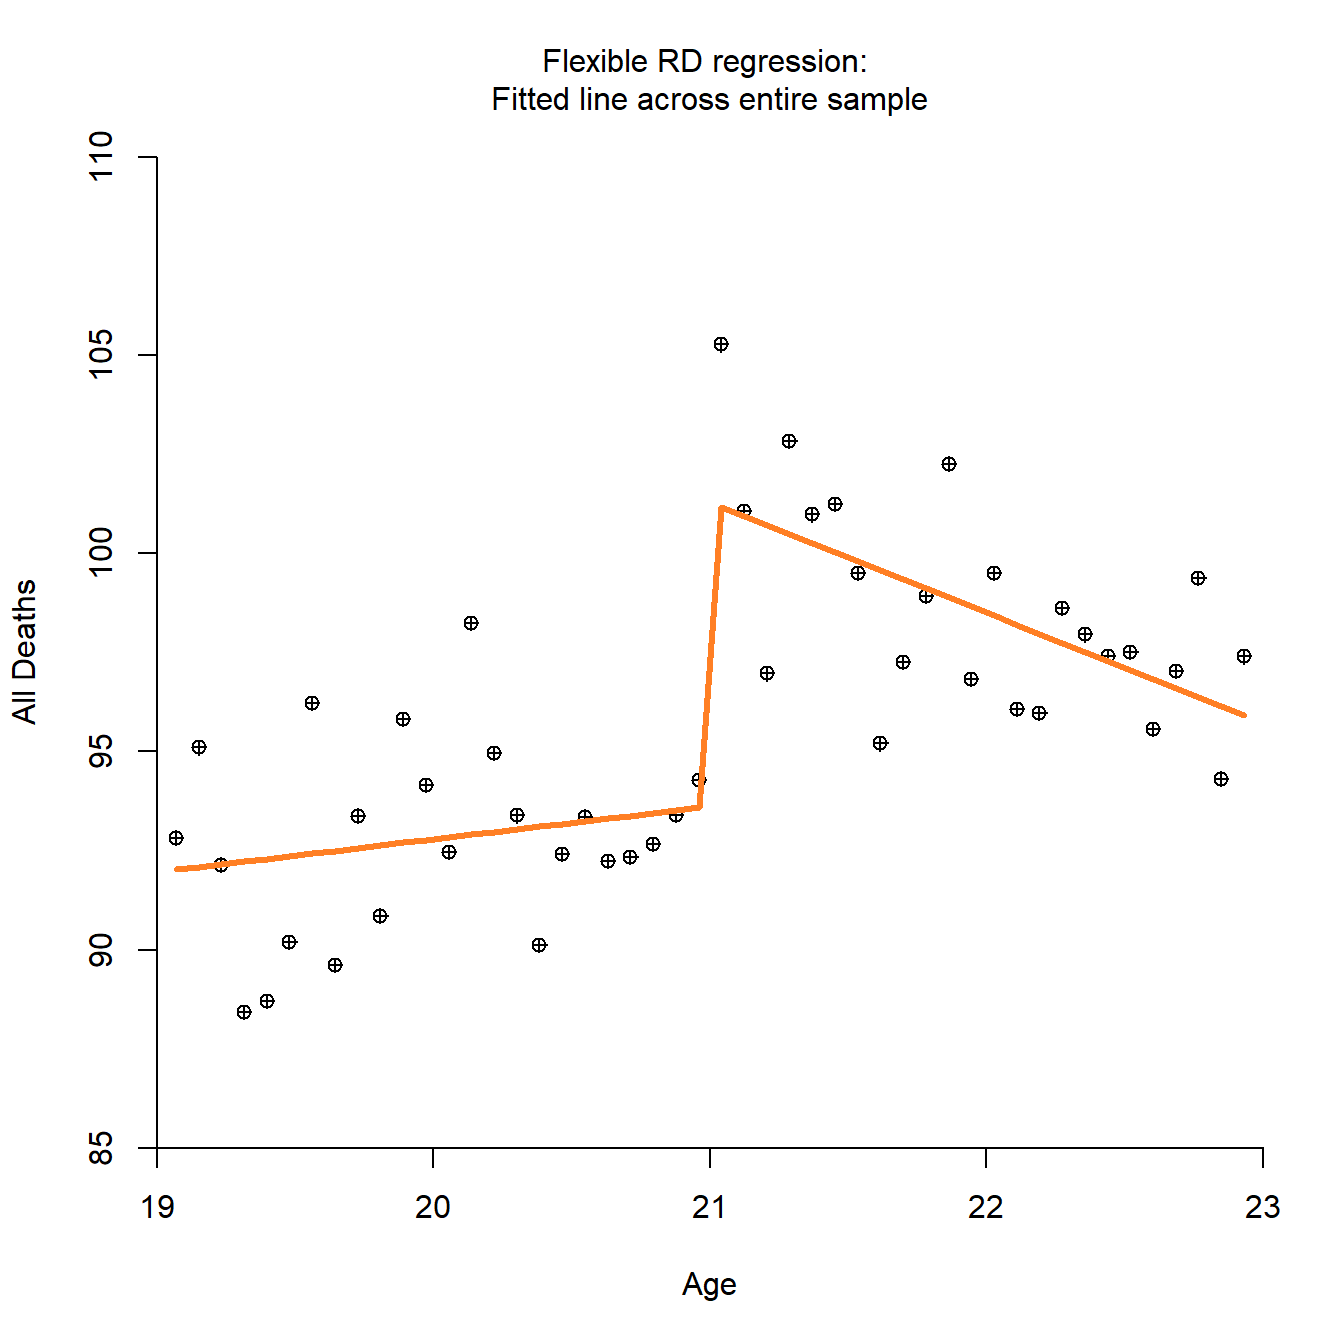 Flexible RD regression:
Fitted line across entire sample
110
105
100
95
90
85
All Deaths
19 20 21 22 23
Age